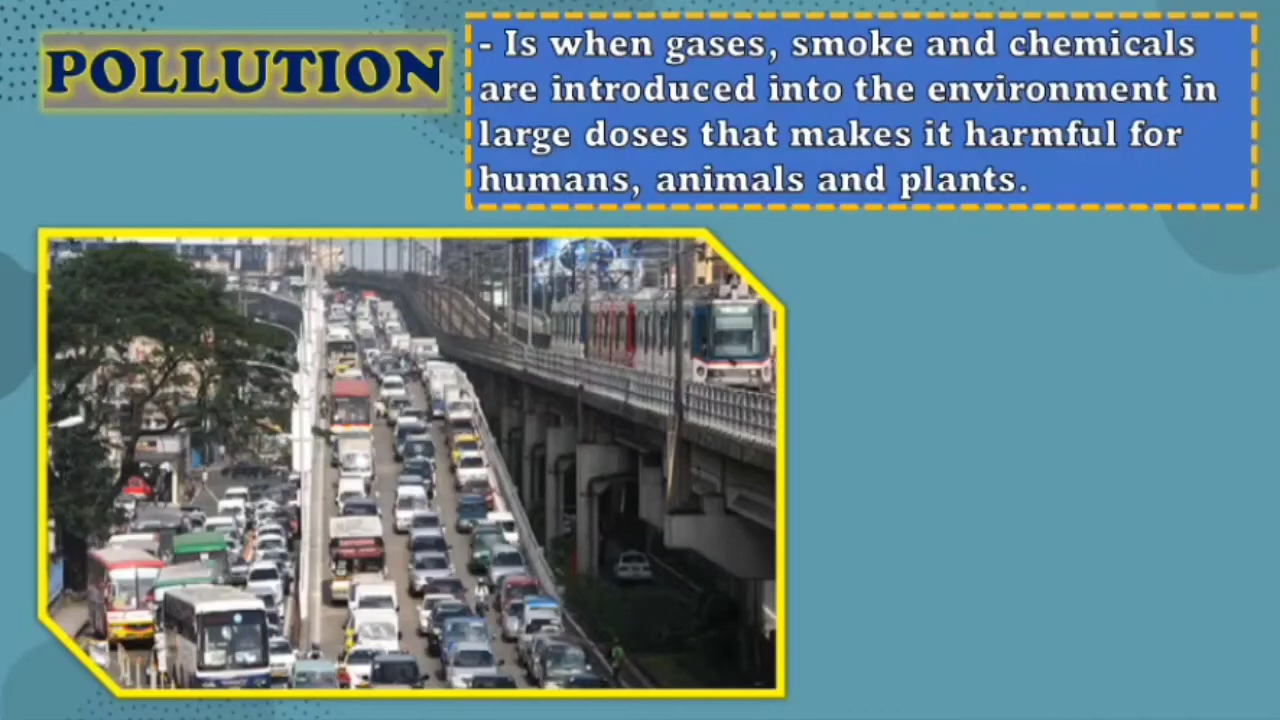 POLLUTION
- Is when gases, smoke and chemicals
are introduced into the environment in
large doses that makes it harmful for
humans, animals and plants.